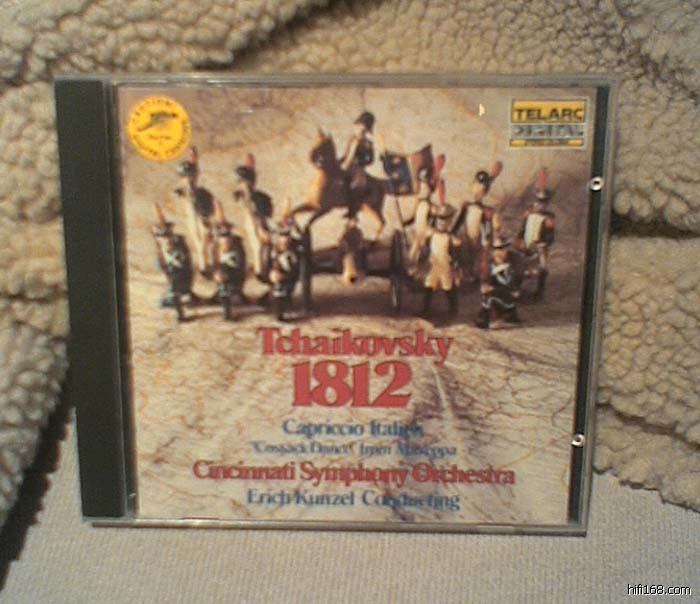 TELARC
DIGITAL
Tchaikovsky
1812
Capriccio Italien
"Cossack Dance" from Mazeppa
Cincinnati Symphony Orchestra
Erich Kunzel Conducting
hifi168.com